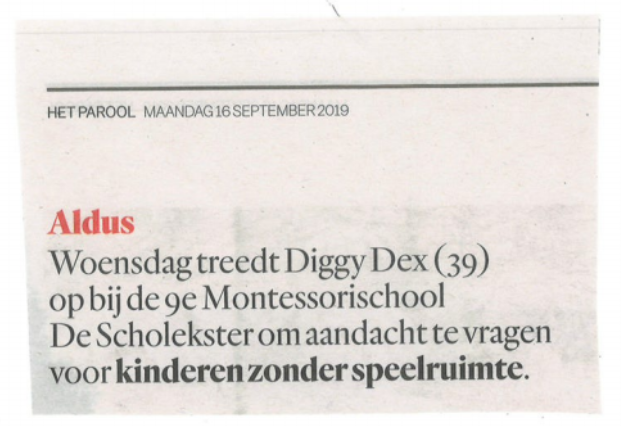 HET PAROOL MAANDAG 16 SEPTEMBER 2019
Aldus
Woensdag treedt Diggy Dex (39)
op bij de 9e Montessorischool
De Scholekster om aandacht te vragen
voor kinderen zonder speelruimte.